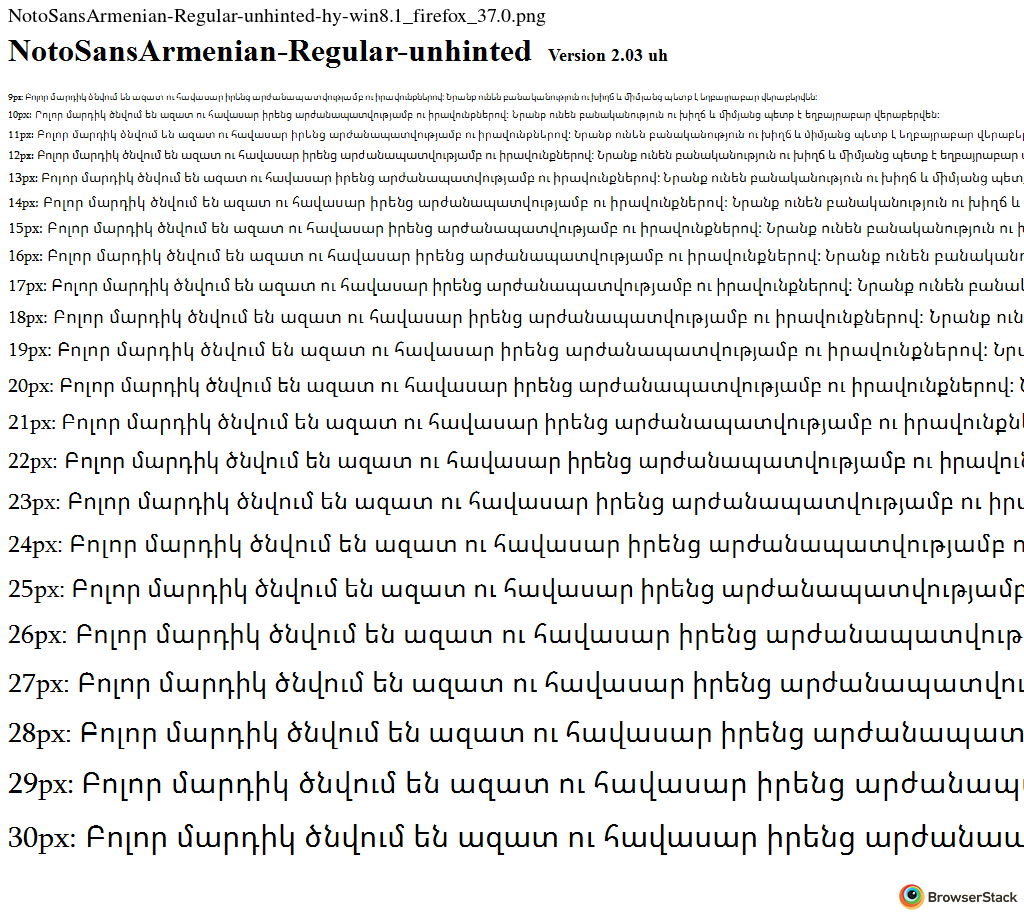 NotoSansArmenian-Regular-unhinted-hy-win8.1_firefox_37.0.png
NotoSansArmenian-Regular-unhinted Version 2.03 uh
9px: Բոլոր մարդիկ ծնվում են ազատ ու հավասար իրենց արժանապատվությամբ ու իրավունքներով: Նրանք ունեն բանականություն ու խիղճ և միմյանց պետք է եղբայրաբար վերաբերվեն:
10px: Բոլոր մարդիկ ծնվում են ազատ ու հավասար իրենց արժանապատվությամբ ու իրավունքներով: Նրանք ունեն բանականություն ու խիղճ և միմյանց պետք է եղբայրաբար վերաբերվեն:
11px: Բոլոր մարդիկ ծնվում են ազատ ու հավասար իրենց արժանապատվությամբ ու իրավունքներով: Նրանք ունեն բանականություն ու խիղճ և միմյանց պետք է եղբայրաբար վերաբեր
12px: Բոլոր մարդիկ ծնվում են ազատ ու հավասար իրենց արժանապատվությամբ ու իրավունքներով: Նրանք ունեն բանականություն ու խիղճ և միմյանց պետք է եղբայրաբար
13px: Բոլոր մարդիկ ծնվում են ազատ ու հավասար իրենց արժանապատվությամբ ու իրավունքներով: Նրանք ունեն բանականություն ու խիղճ և միմյանց պետ
14px: Բոլոր մարդիկ ծնվում են ազատ ու հավասար իրենց արժանապատվությամբ ու իրավունքներով: Նրանք ունեն բանականություն ու խիղճ և
15px: Բոլոր մարդիկ ծնվում են ազատ ու հավասար իրենց արժանապատվությամբ ու իրավունքներով: Նրանք ունեն բանականություն ու
16px: Բոլոր մարդիկ ծնվում են ազատ ու հավասար իրենց արժանապատվությամբ ու իրավունքներով: Նրանք ունեն բանական
17px: Բոլոր մարդիկ ծնվում են ազատ ու հավասար իրենց արժանապատվությամբ ու իրավունքներով: Նրանք ունեն բանակ
18px: Բոլոր մարդիկ ծնվում են ազատ ու հավասար իրենց արժանապատվությամբ ու իրավունքներով: Նրանք ուն
19px: Բոլոր մարդիկ ծնվում են ազատ ու հավասար իրենց արժանապատվությամբ ու իրավունքներով: Նրա
20px: Բոլոր մարդիկ ծնվում են ազատ ու հավասար իրենց արժանապատվությամբ ու իրավունքներով:
21px: Բոլոր մարդիկ ծնվում են ազատ ու հավասար իրենց արժանապատվությամբ ու իրավունքն
22px: Բոլոր մարդիկ ծնվում են ազատ ու հավասար իրենց արժանապատվությամբ ու իրավուն
23px: Բոլոր մարդիկ ծնվում են ազատ ու հավասար իրենց արժանապատվությամբ ու իրա
24px: Բոլոր մարդիկ ծնվում են ազատ ու հավասար իրենց արժանապատվությամբ ո
25px: Բոլոր մարդիկ ծնվում են ազատ ու հավասար իրենց արժանապատվությամբ
26px: Բոլոր մարդիկ ծնվում են ազատ ու հավասար իրենց արժանապատվութ
27px: Բոլոր մարդիկ ծնվում են ազատ ու հավասար իրենց արժանապատվու
28px: Բոլոր մարդիկ ծնվում են ազատ ու հավասար իրենց արժանապատ
29px: Բոլոր մարդիկ ծնվում են ազատ ու հավասար իրենց արժանապ
30px: Բոլոր մարդիկ ծնվում են ազատ ու հավասար իրենց արժանապ
BrowserStack